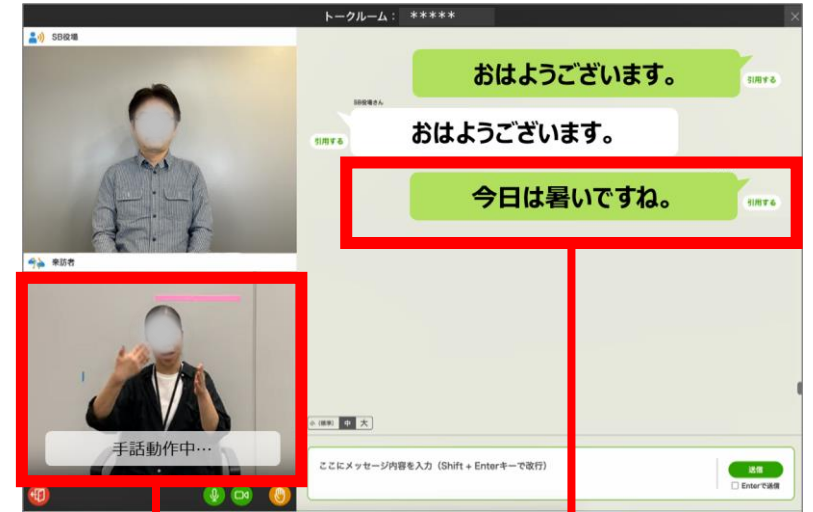 トークルーム： *****
SB役場
おはようございます。
引用する
SB役場さん
おはようございます。
引用する
今日は暑いですね。
引用する
来訪者
手話動作中…
小（標準） 中 大
ここにメッセージ内容を入力（Shift + Enterキーで改行）
送信
Enterで送信